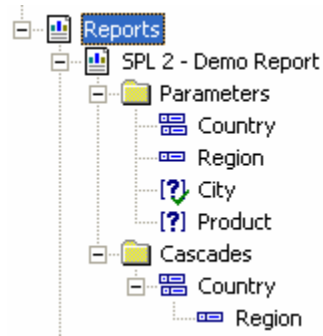 Reports
SPL 2 - Demo Report
Parameters
Country
Region
[?] City
[?] Product
Cascades
Country
Region